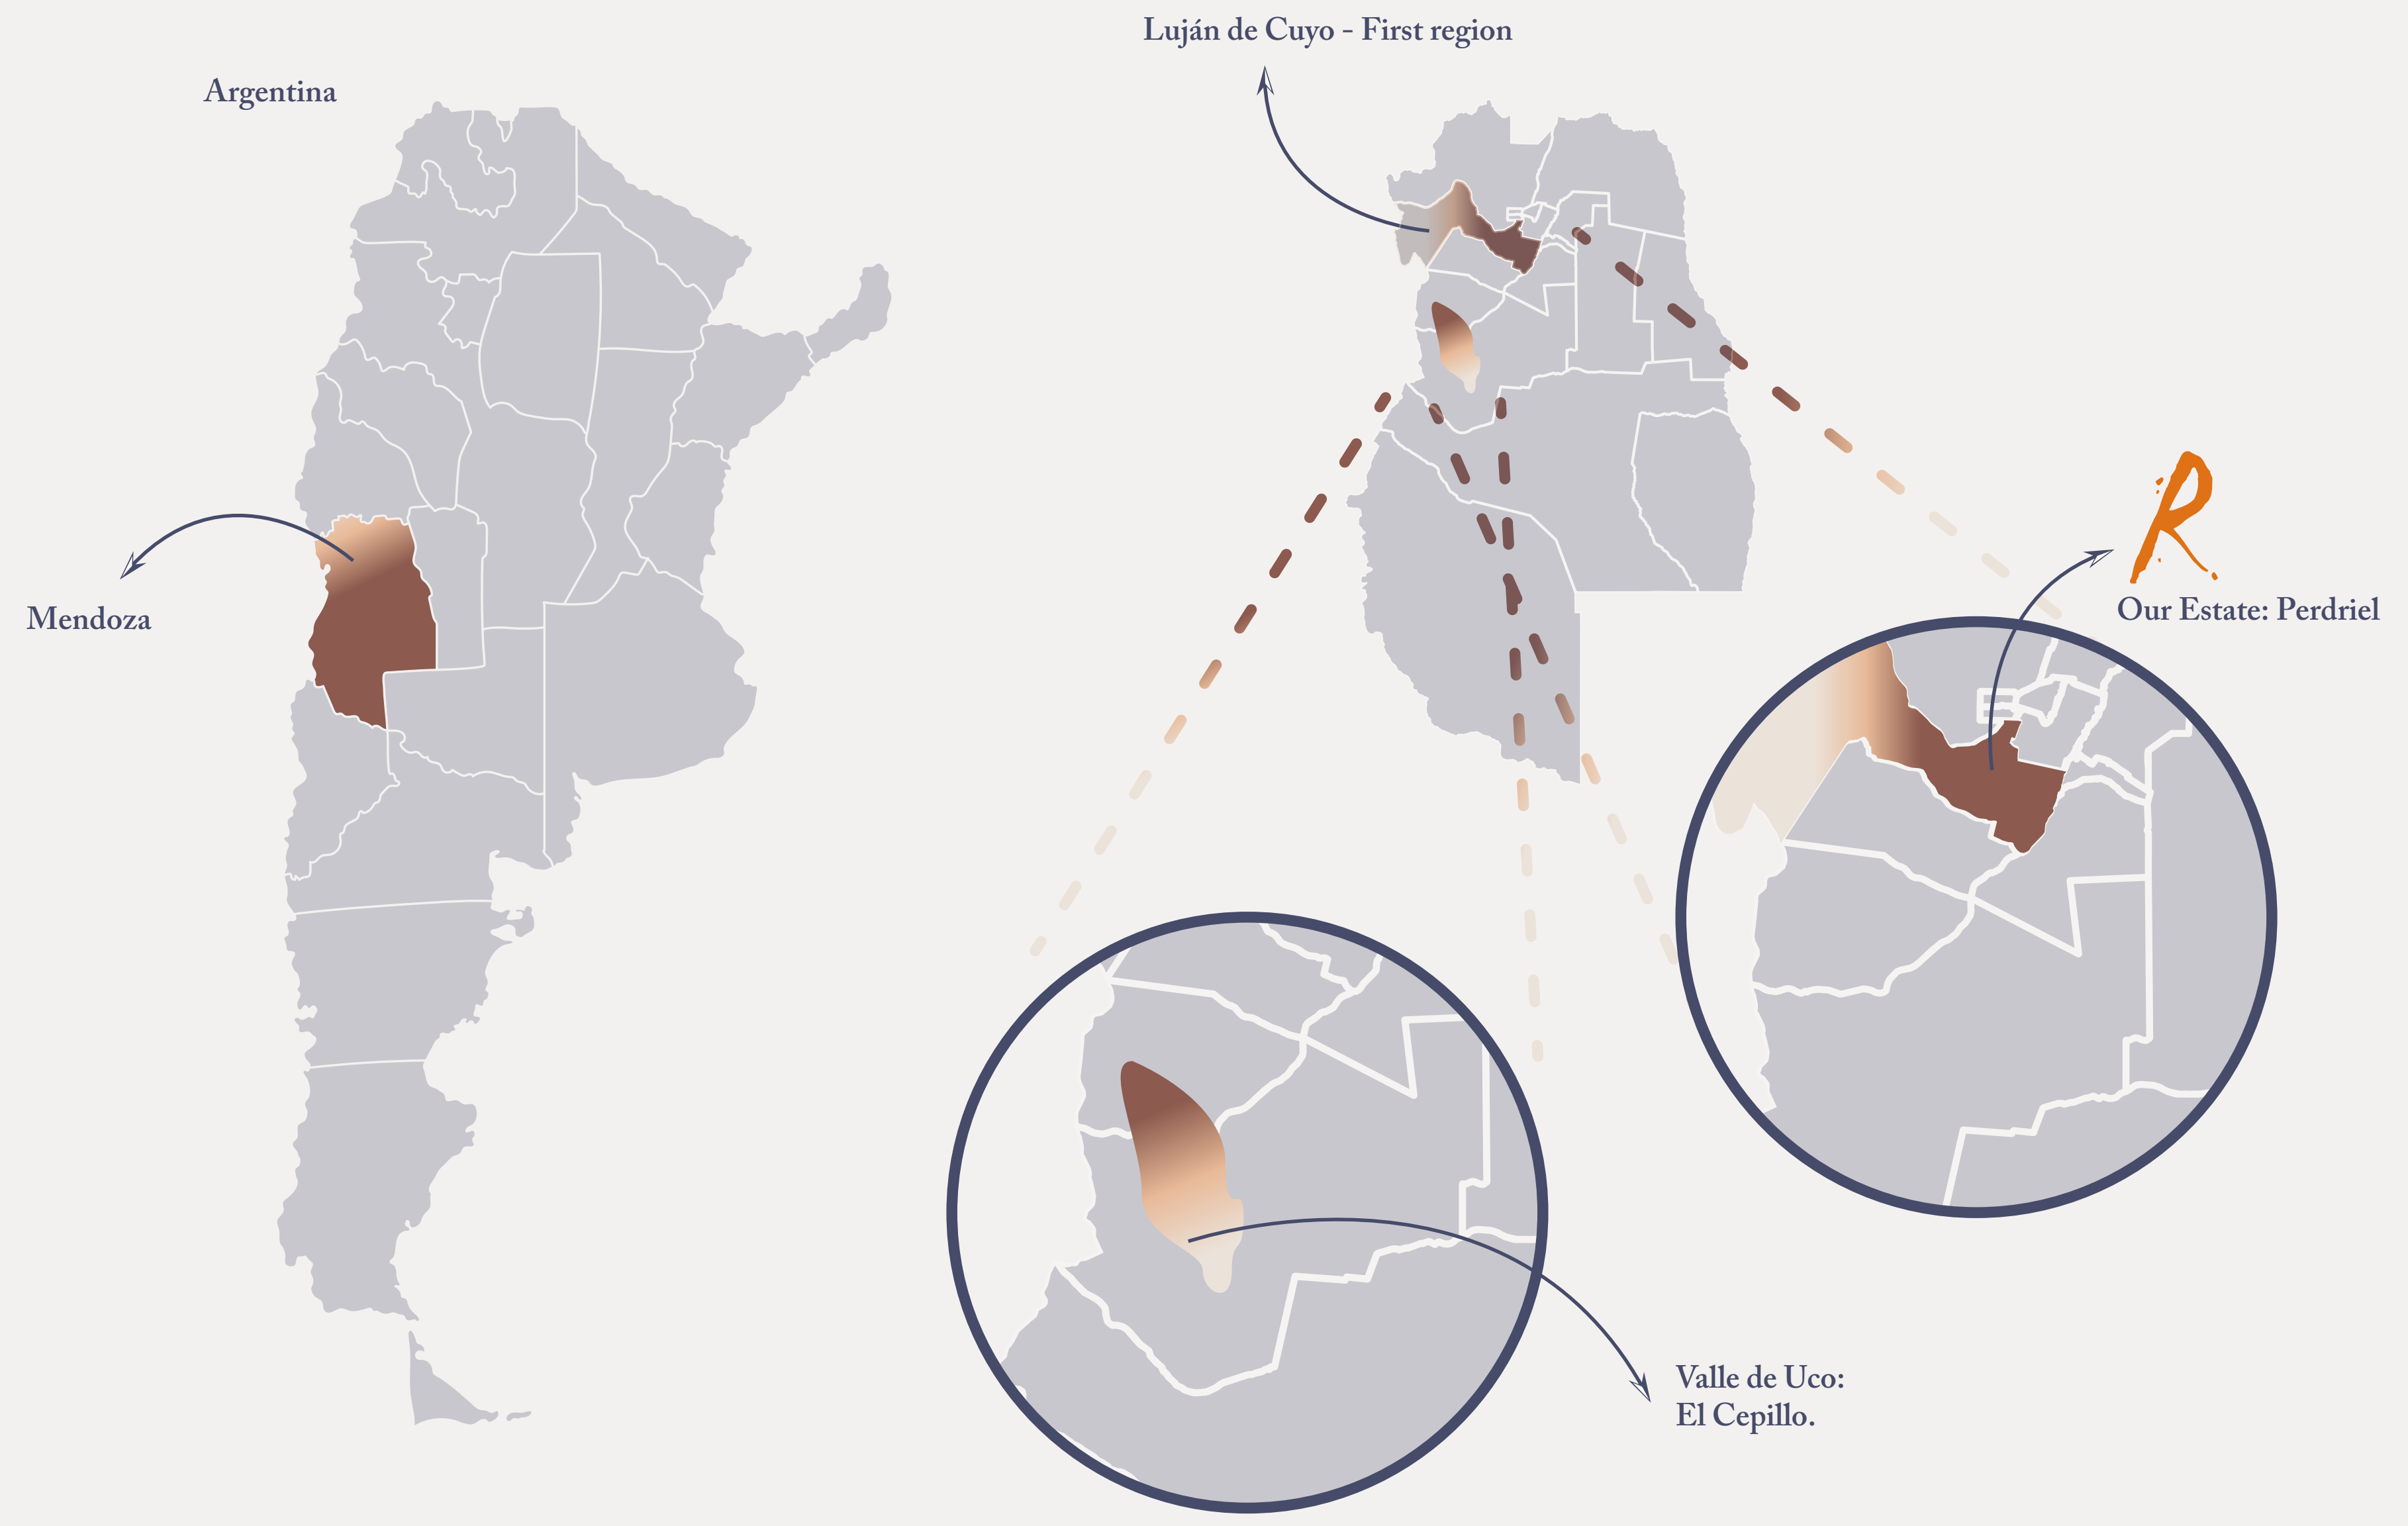 Luján de Cuyo - First region
Argentina
Mendoza
R
Our Estate: Perdriel
Valle de Uco:
El Cepillo.